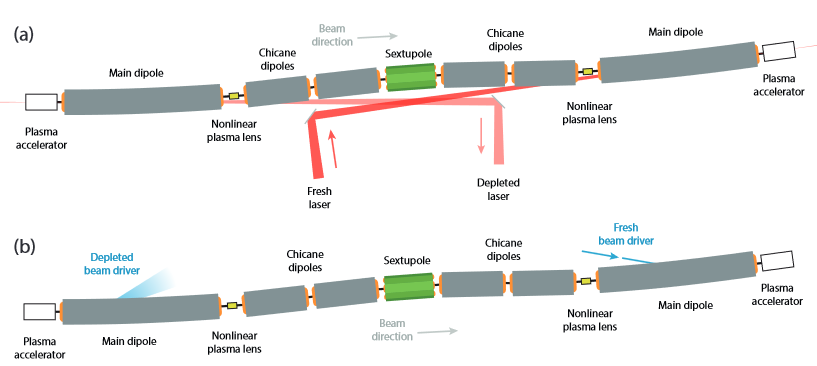 (a)
Beam
direction
Main dipole
Chicane
dipoles
Sextupole
Chicane
dipoles
Main dipole
Plasma
accelerator
Nonlinear
plasma lens
Nonlinear
plasma lens
Plasma
accelerator
Fresh
laser
Depleted
laser
(b)
Depleted
beam driver
Chicane
dipoles
Sextupole
Chicane
dipoles
Fresh
beam driver
Plasma
accelerator
Main dipole
Nonlinear
plasma lens
Beam
direction
Nonlinear
plasma lens
Main dipole
Plasma
accelerator